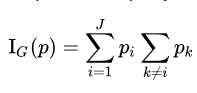 I_G(p) = \sum_{i=1}^{J} p_i \sum_{k \neq i} p_k